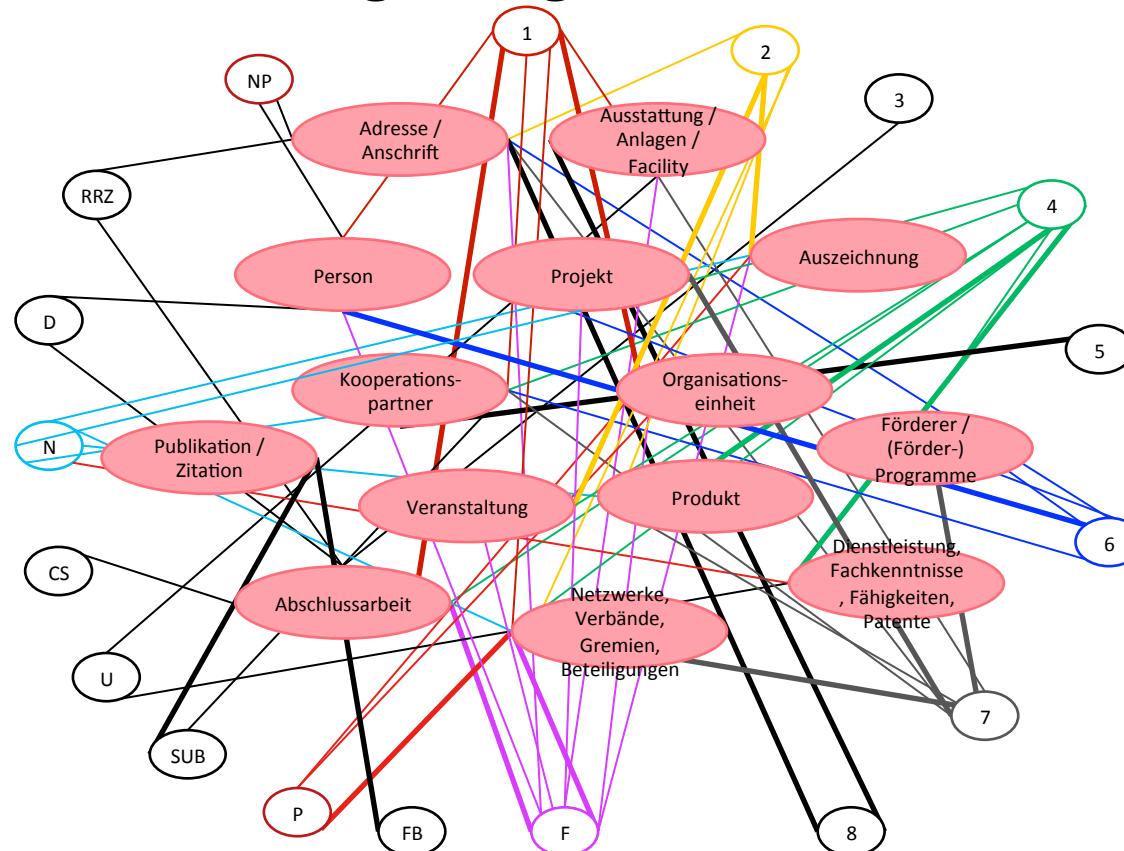 1
2
NP
3
Adresse /
Anschrift
Ausstattung /
Anlagen /
Facility
RRZ
4
Person
Projekt
Auszeichnung
D
5
Kooperations-
partner
Organisations-
einheit
N
Publikation /
Zitation
Förderer /
(Förder-)
Programme
Veranstaltung
Produkt
6
CS
Abschlussarbeit
Netzwerke,
Verbände,
Gremien,
Beteiligungen
Dienstleistung,
Fachkenntnisse
, Fähigkeiten,
Patente
U
7
SUB
P
FB
F
8